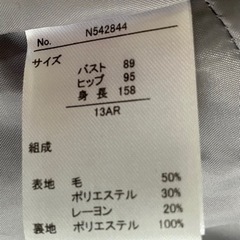 No. N542844
サイズ
バスト 89
ヒップ 95
身長 158
13AR
組成
表地 毛 50%
ポリエステル 30%
レーヨン 20%
裏地 ポリエステル 100%